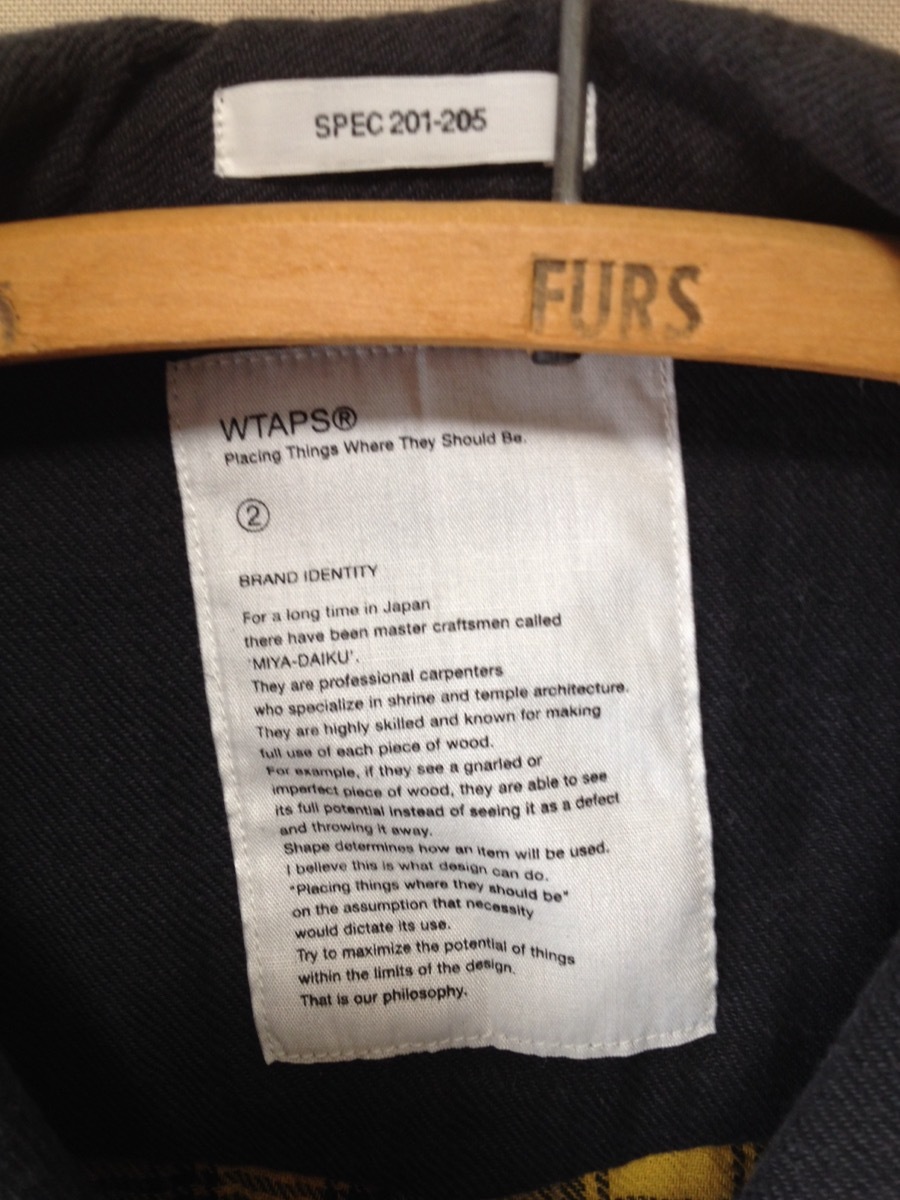 SPEC 201-205
FURS
WTAPS®
Placing Things Where They Should Be.
②
BRAND IDENTITY
For a long time in Japan
there have been master craftsmen called
'MIYA-DAIKU'.
They are professional carpenters
who specialize in shrine and temple architecture.
They are highly skilled and known for making
full use of each piece of wood.
For example, if they see a gnarled or
imperfect piece of wood, they are able to see
its full potential instead of seeing it as a defect
and throwing it away.
Shape determines how an item will be used.
I believe this is what design can do.
"Placing things where they should be"
on the assumption that necessity
would dictate its use.
Try to maximize the potential of things
within the limits of the design.
That is our philosophy.